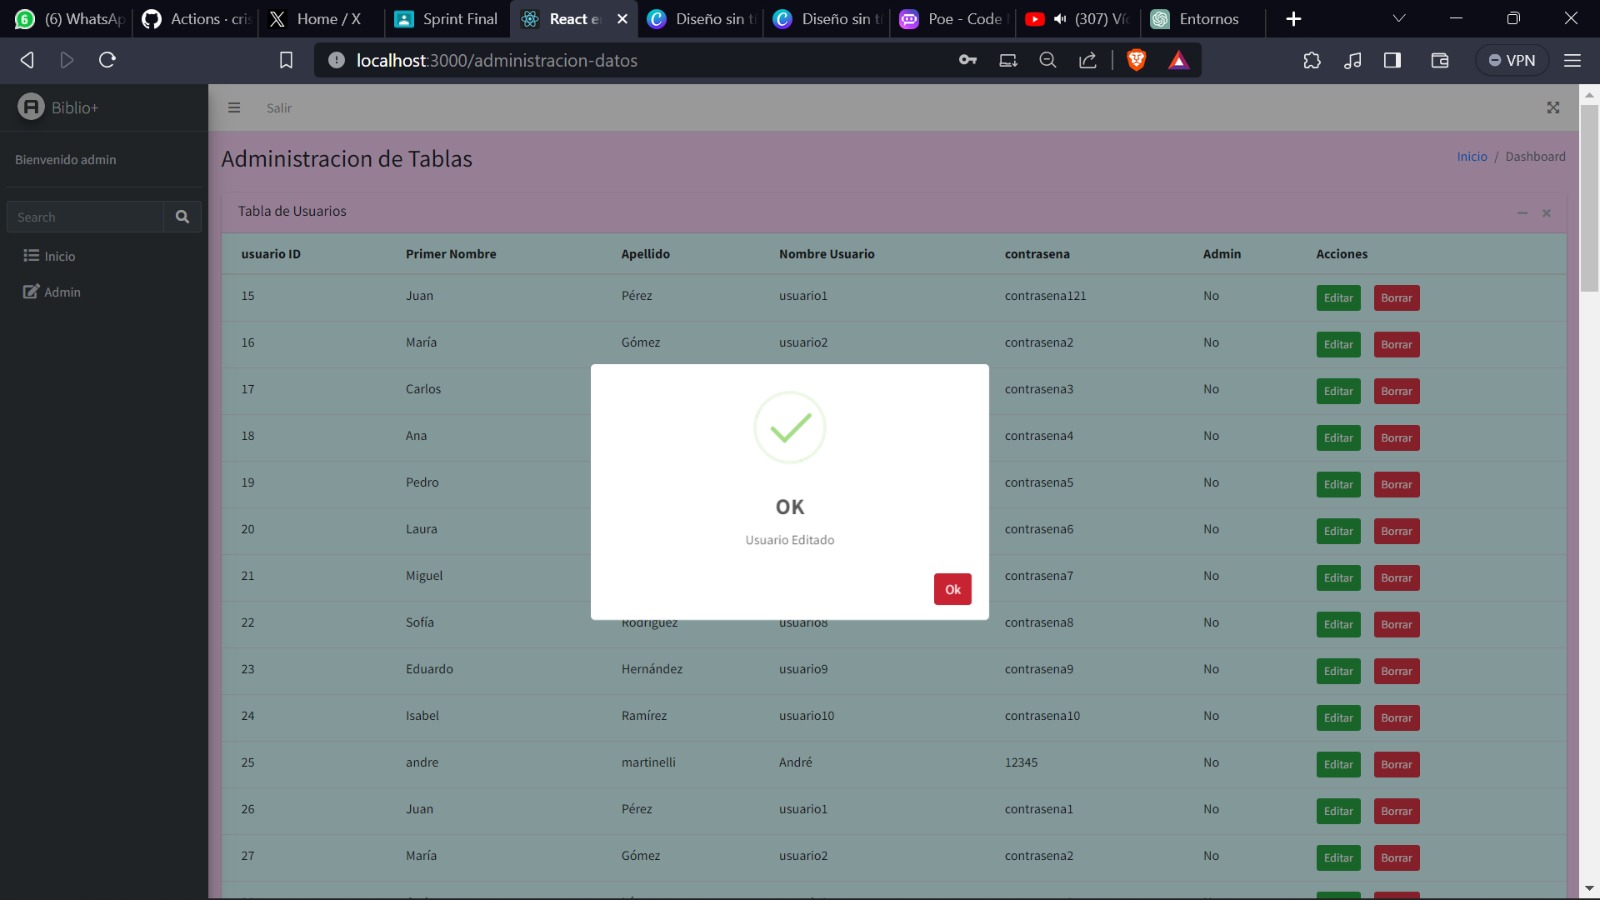 (6) WhatsAp Actions - cris Home / X Sprint Final React e Diseño sin tí Diseño sin tí Poe - Code (307) Víd Entornos
localhost:3000/administracion-datos VPN
Biblio+ Salir
Bienvenido admin
Search
Inicio
Admin
Administracion de Tablas Inicio / Dashboard
Tabla de Usuarios
usuario ID Primer Nombre Apellido Nombre Usuario contrasena Admin Acciones
15 Juan Pérez usuario1 contrasena121 No Editar Borrar
16 María Gómez usuario2 contrasena2 No Editar Borrar
17 Carlos contrasena3 No Editar Borrar
18 Ana contrasena4 No Editar Borrar
19 Pedro contrasena5 No Editar Borrar
20 Laura contrasena6 No Editar Borrar
21 Miguel contrasena7 No Editar Borrar
22 Sofía Rodríguez usuario8 contrasena8 No Editar Borrar
23 Eduardo Hernández usuario9 contrasena9 No Editar Borrar
24 Isabel Ramírez usuario10 contrasena10 No Editar Borrar
25 andre martinelli André 12345 No Editar Borrar
26 Juan Pérez usuario1 contrasena1 No Editar Borrar
27 María Gómez usuario2 contrasena2 No Editar Borrar
OK
Usuario Editado
Ok